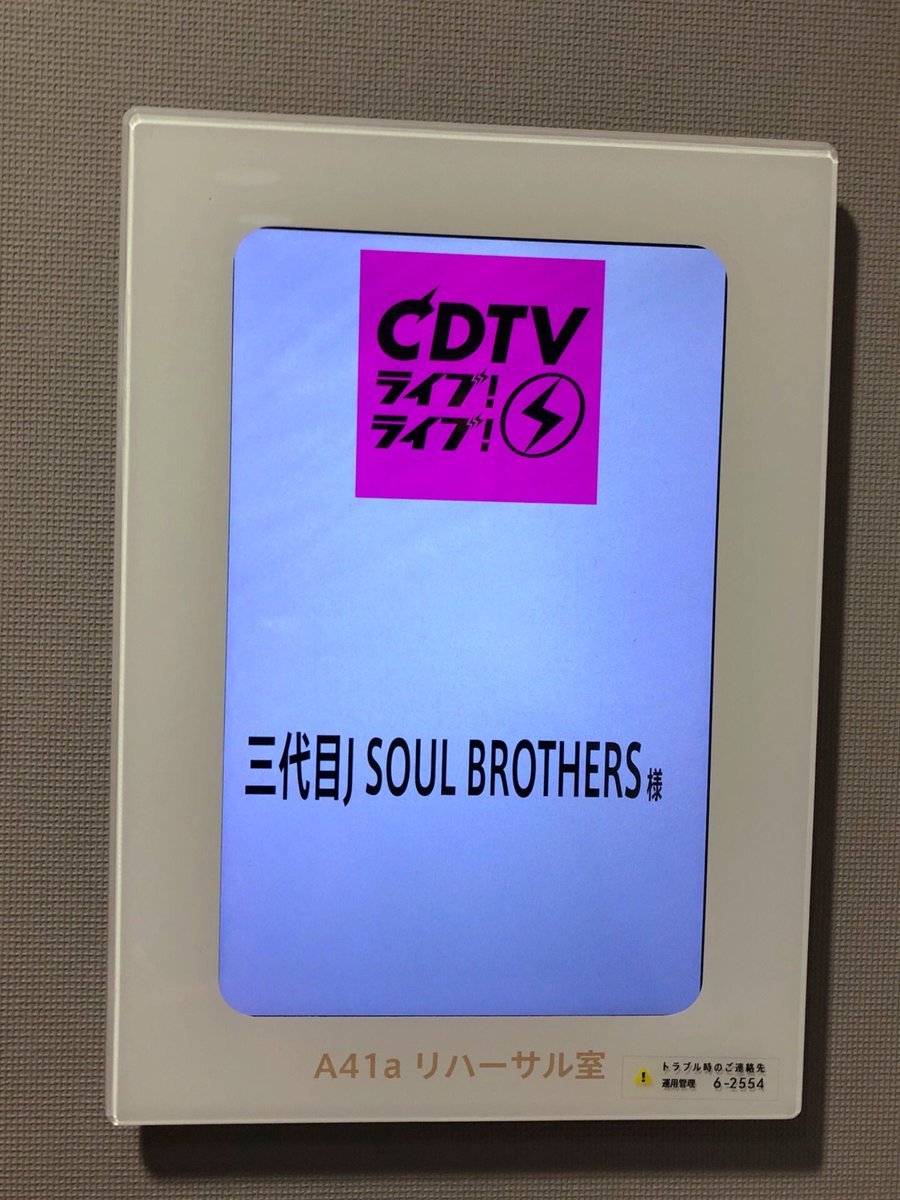 CDTV
ライブ!
ライブ!
三代目J SOUL BROTHERS様
A41a リハーサル室
トラブル時のご連絡先
運用管理 6-2554